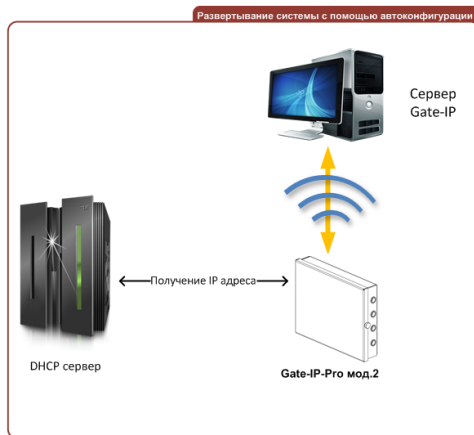 Развертывание системы с помощью автоконфигурации
Сервер
Gate-IP
Получение IP адреса
DHCP сервер
Gate-IP-Pro мод.2